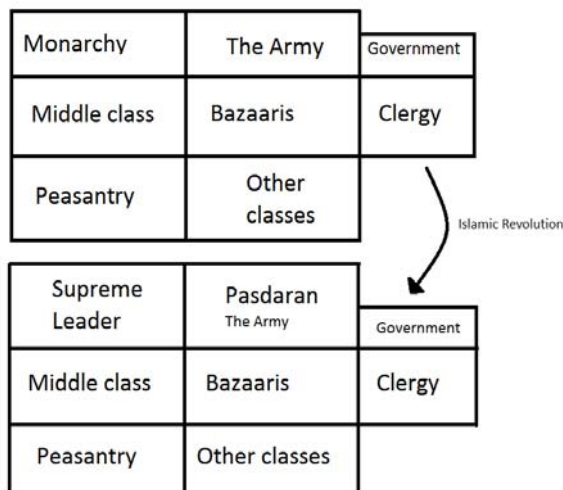 Monarchy
The Army
Government
Middle class
Bazaaris
Clergy
Peasantry
Other
classes
Islamic Revolution
Supreme
Leader
Pasdaran
The Army
Government
Middle class
Bazaaris
Clergy
Peasantry
Other classes